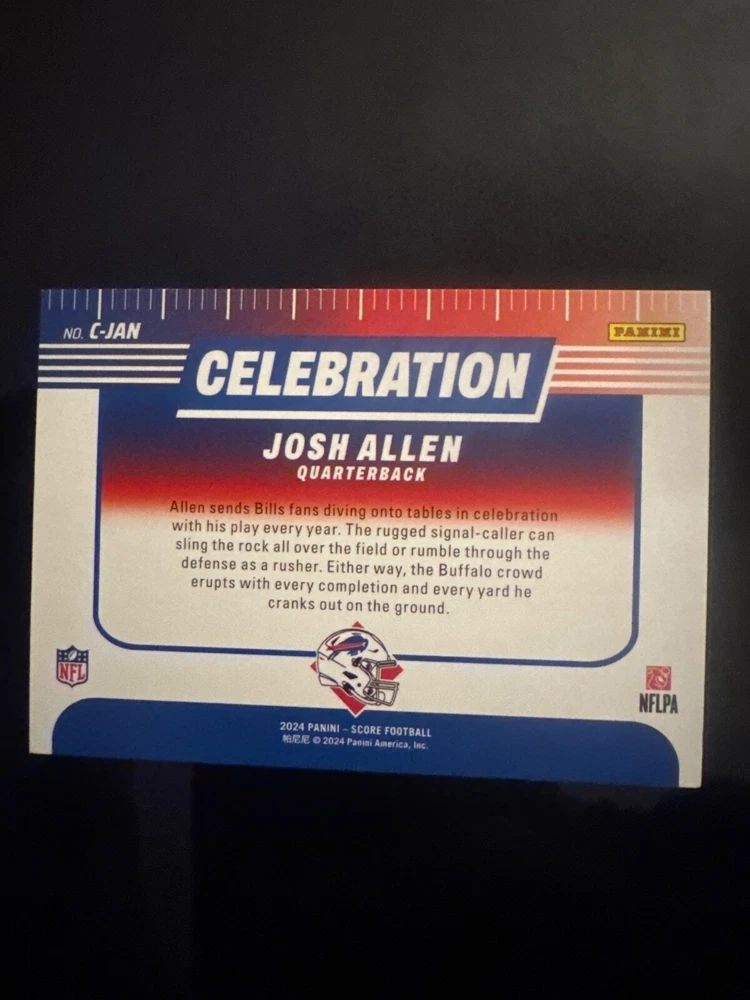 NO. C-JAN
PANINI
CELEBRATION
JOSH ALLEN
QUARTERBACK
Allen sends Bills fans diving onto tables in celebration
with his play every year. The rugged signal-caller can
sling the rock all over the field or rumble through the
defense as a rusher. Either way, the Buffalo crowd
erupts with every completion and every yard he
cranks out on the ground.
NFL
NFLPA
2024 PANINI – SCORE FOOTBALL
帕尼尼 © 2024 Panini America, Inc.